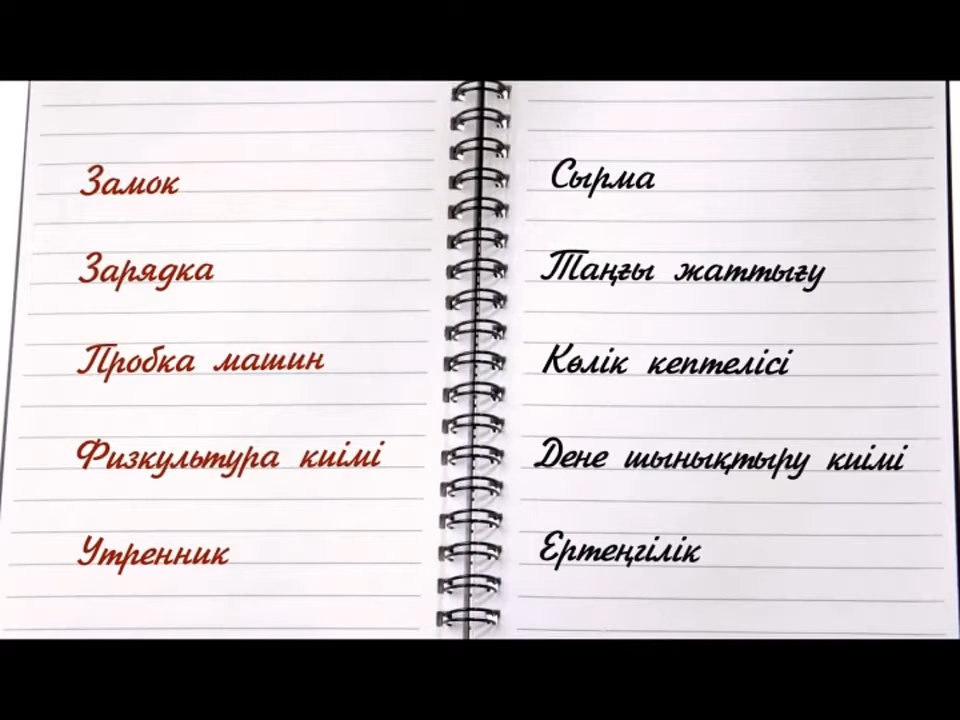 Замок
Сырма
Зарядка
Таңғы жаттығу
Пробка машин
Көлік кептелісі
Физкультура киімі
Дене шынықтыру киімі
Утренник
Ертеңгілік